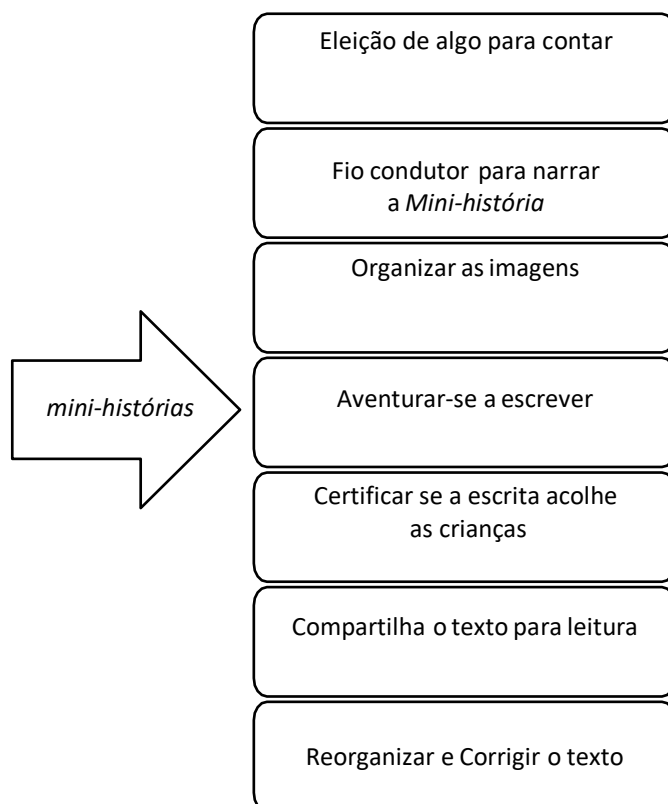 Eleição de algo para contar
Fio condutor para narrar
a Mini-história
Organizar as imagens
mini-histórias
Aventurar-se a escrever
Certificar se a escrita acolhe
as crianças
Compartilha o texto para leitura
Reorganizar e Corrigir o texto